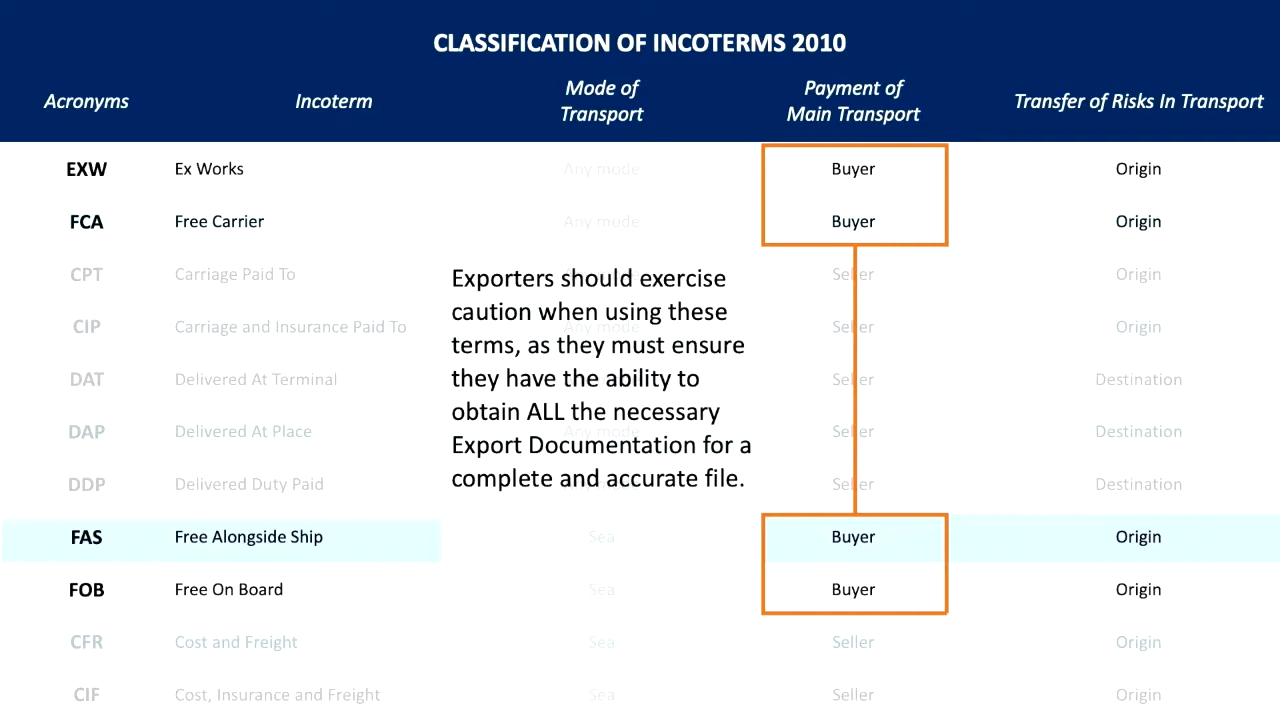 CLASSIFICATION OF INCOTERMS 2010
Acronyms Incoterm Mode of Transport Payment of Main Transport Transfer of Risks In Transport
EXW Ex Works Any mode Buyer Origin
FCA Free Carrier Any mode Buyer Origin
CPT Carriage Paid To Seller Origin
CIP Carriage and Insurance Paid To Any mode Seller Origin
DAT Delivered At Terminal Seller Destination
DAP Delivered At Place Any mode Seller Destination
DDP Delivered Duty Paid Seller Destination
FAS Free Alongside Ship Sea Buyer Origin
FOB Free On Board Sea Buyer Origin
CFR Cost and Freight Sea Seller Origin
CIF Cost, Insurance and Freight Sea Seller Origin
Exporters should exercise
caution when using these
terms, as they must ensure
they have the ability to
obtain ALL the necessary
Export Documentation for a
complete and accurate file.